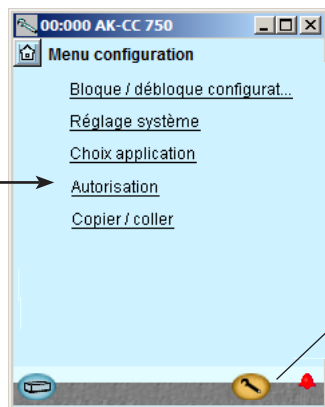 00:000 AK-CC 750
Menu configuration
Bloque / débloque configurat...
Réglage système
Choix application
Autorisation
Copier / coller